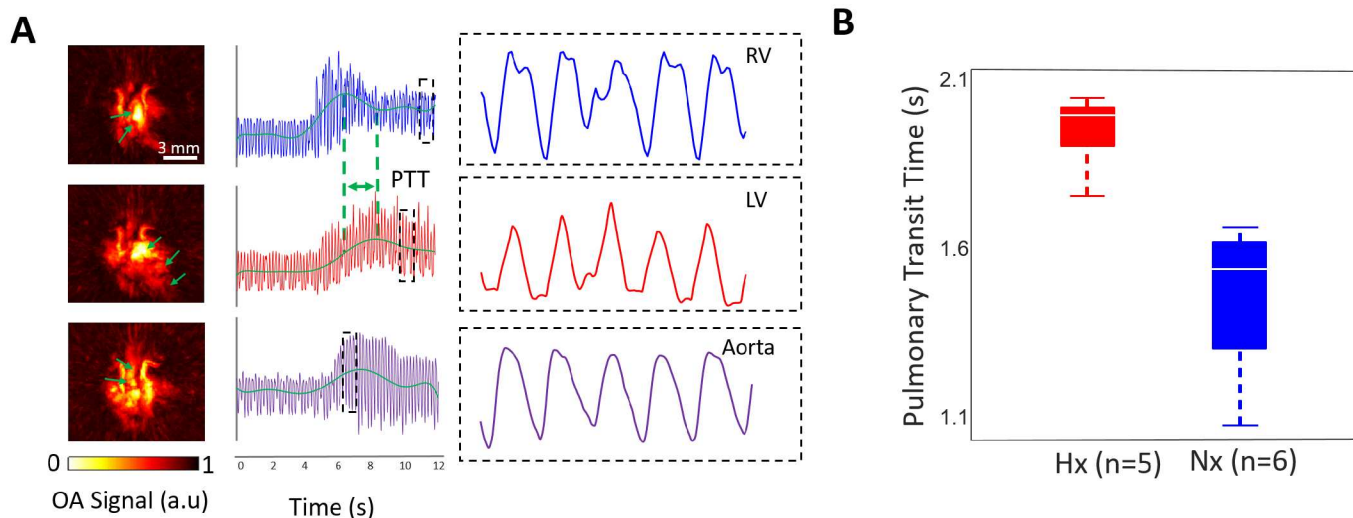 A
3 mm
0 1
OA Signal (a.u)
PTT
0 2 4 6 8 10 12
Time (s)
RV
LV
Aorta
B
Pulmonary Transit Time (s)
2.1
1.6
1.1
Hx (n=5) Nx (n=6)